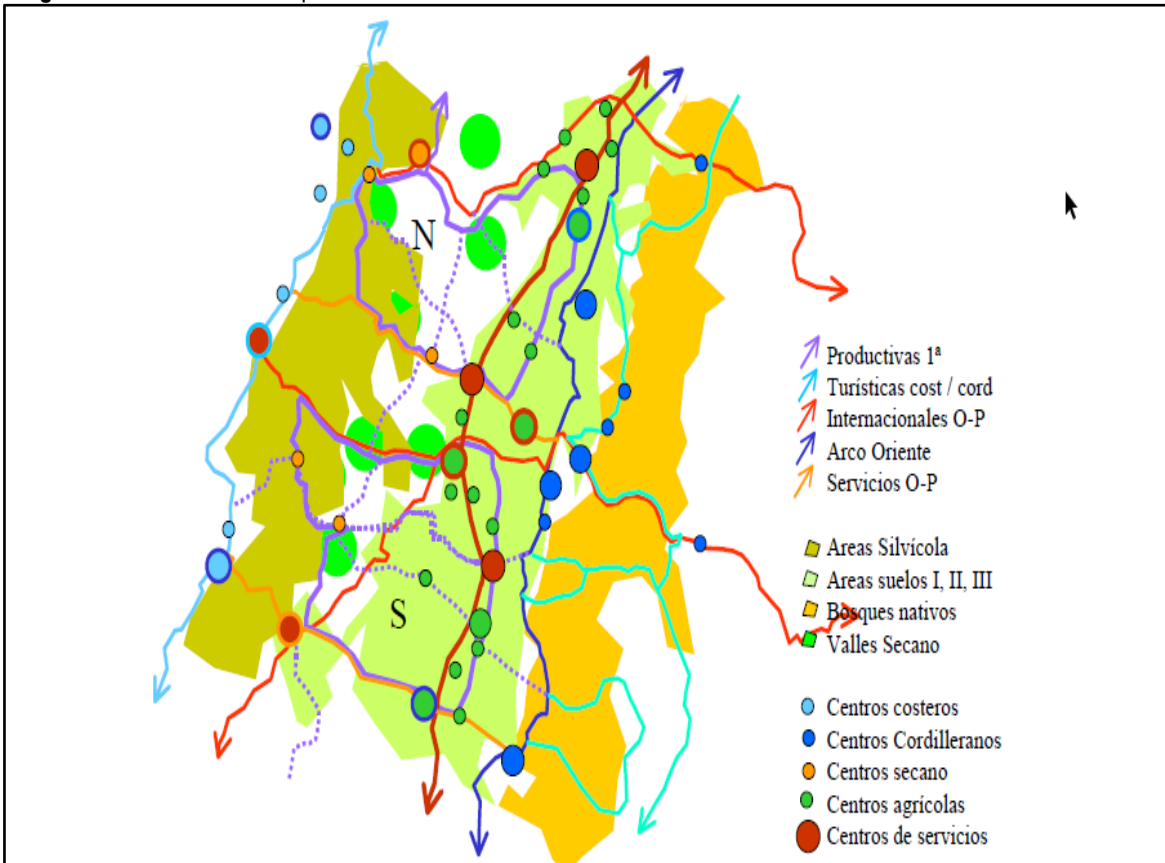 N
S
Productivas 1ª
Turísticas cost / cord
Internacionales O-P
Arco Oriente
Servicios O-P
Areas Silvícola
Areas suelos I, II, III
Bosques nativos
Valles Secano
Centros costeros
Centros Cordilleranos
Centros secano
Centros agrícolas
Centros de servicios